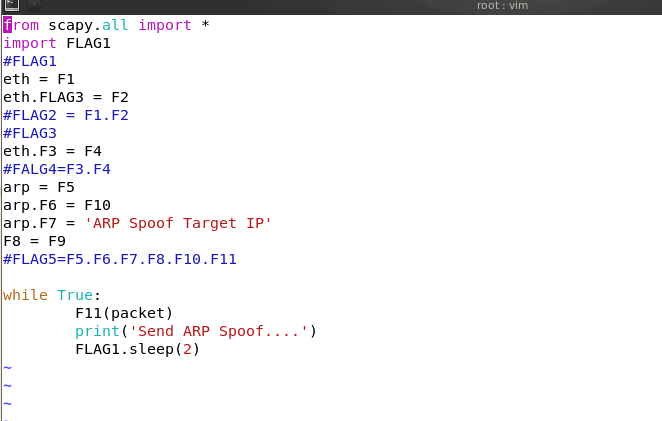 root : vim
from scapy.all import *
import FLAG1
#FLAG1
eth = F1
eth.FLAG3 = F2
#FLAG2 = F1.F2
#FLAG3
eth.F3 = F4
#FALG4=F3.F4
arp = F5
arp.F6 = F10
arp.F7 = 'ARP Spoof Target IP'
F8 = F9
#FLAG5=F5.F6.F7.F8.F10.F11
while True:
        F11(packet)
        print('Send ARP Spoof....')
        FLAG1.sleep(2)
~
~
~